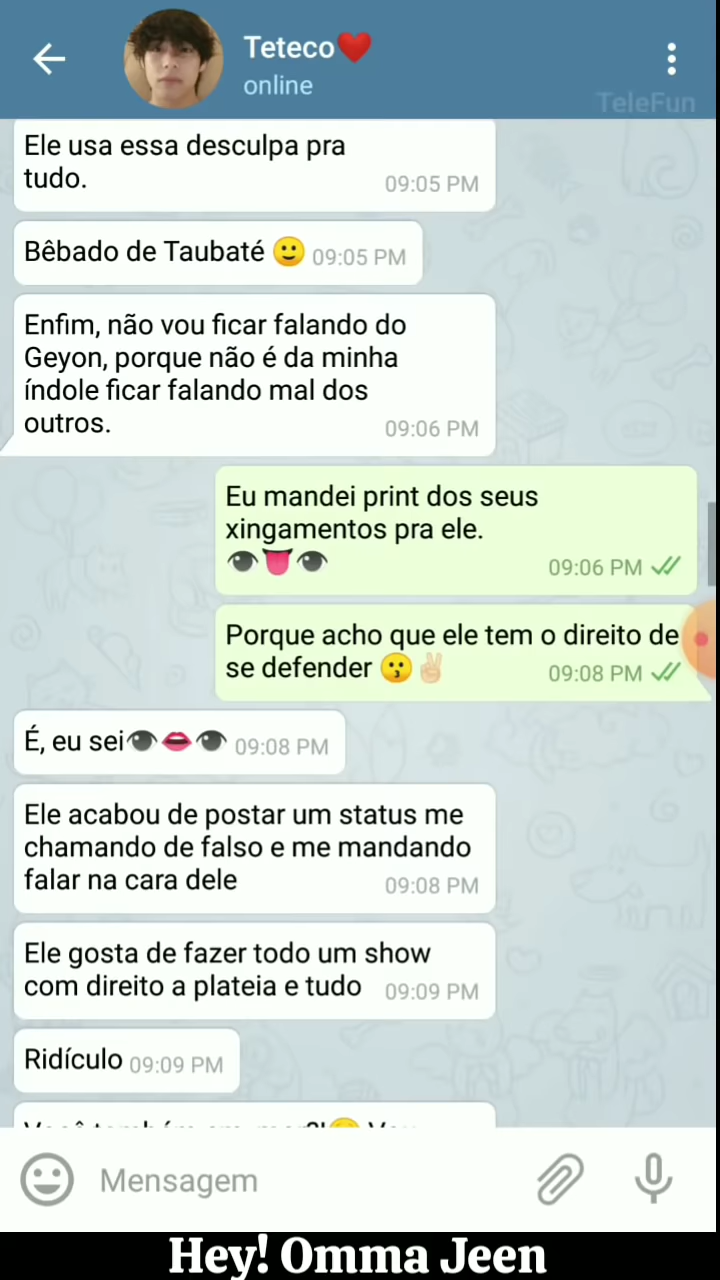 Teteco❤️
online
TeleFun
Ele usa essa desculpa pra
tudo.
09:05 PM
Bêbado de Taubaté 🙂 09:05 PM
Enfim, não vou ficar falando do
Geyon, porque não é da minha
índole ficar falando mal dos
outros.
09:06 PM
Eu mandei print dos seus
xingamentos pra ele.
👁👅👁 09:06 PM
Porque acho que ele tem o direito de
se defender 😗✌🏻 09:08 PM
É, eu sei👁👄👁 09:08 PM
Ele acabou de postar um status me
chamando de falso e me mandando
falar na cara dele 09:08 PM
Ele gosta de fazer todo um show
com direito a plateia e tudo 09:09 PM
Ridículo 09:09 PM
Mensagem
Hey! Omma Jeen